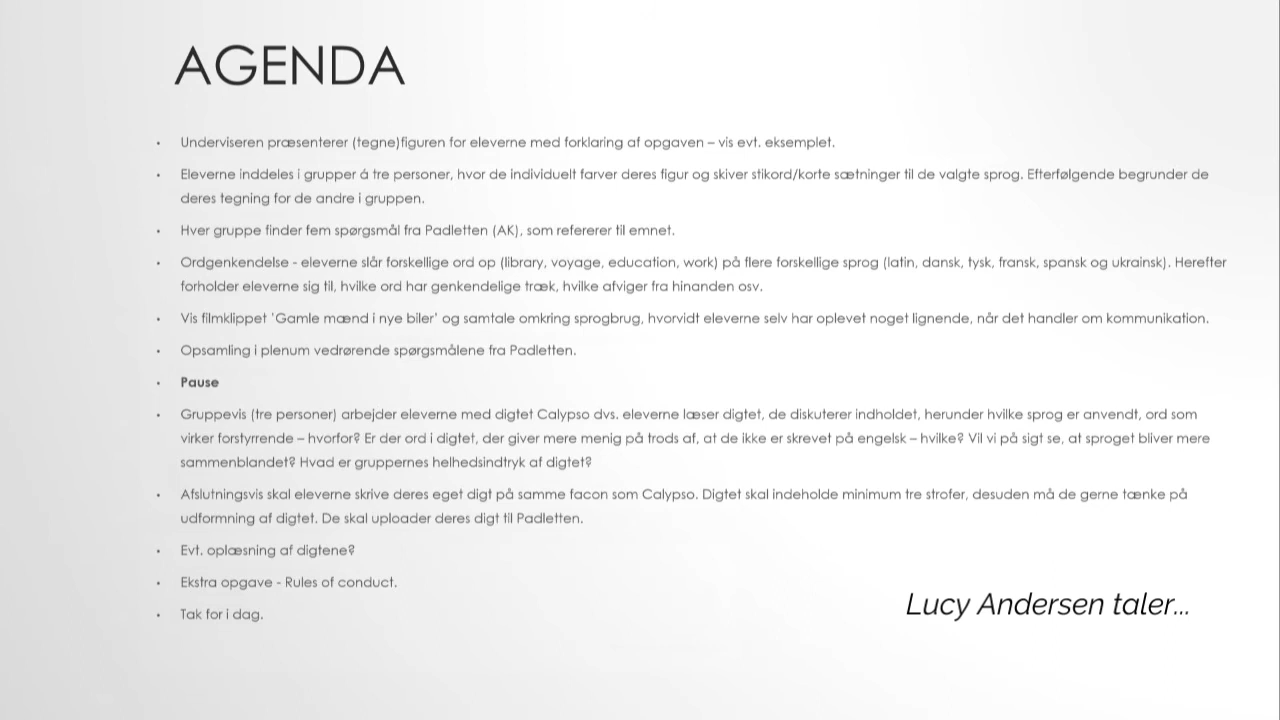 AGENDA
• Underviseren præsenterer (tegne)figuren for eleverne med forklaring af opgaven – vis evt. eksemplet.
• Eleverne inddeles i grupper á tre personer, hvor de individuelt farver deres figur og skiver stikord/korte sætninger til de valgte sprog. Efterfølgende begrunder de
deres tegning for de andre i gruppen.
• Hver gruppe finder fem spørgsmål fra Padletten (AK), som refererer til emnet.
• Ordgenkendelse - eleverne slår forskellige ord op (library, voyage, education, work) på flere forskellige sprog (latin, dansk, tysk, fransk, spansk og ukrainsk). Herefter
forholder eleverne sig til, hvilke ord har genkendelige træk, hvilke afviger fra hinanden osv.
• Vis filmklippet 'Gamle mænd i nye biler' og samtale omkring sprogbrug, hvorvidt eleverne selv har oplevet noget lignende, når det handler om kommunikation.
• Opsamling i plenum vedrørende spørgsmålene fra Padletten.
• Pause
• Gruppevis (tre personer) arbejder eleverne med digtet Calypso dvs. eleverne læser digtet, de diskuterer indholdet, herunder hvilke sprog er anvendt, ord som
virker forstyrrende – hvorfor? Er der ord i digtet, der giver mere menig på trods af, at de ikke er skrevet på engelsk – hvilke? Vil vi på sigt se, at sproget bliver mere
sammenblandet? Hvad er gruppernes helhedsindtryk af digtet?
• Afslutningsvis skal eleverne skrive deres eget digt på samme facon som Calypso. Digtet skal indeholde minimum tre strofer, desuden må de gerne tænke på
udformning af digtet. De skal uploader deres digt til Padletten.
• Evt. oplæsning af digtene?
• Ekstra opgave - Rules of conduct.
• Tak for i dag.
Lucy Andersen taler...